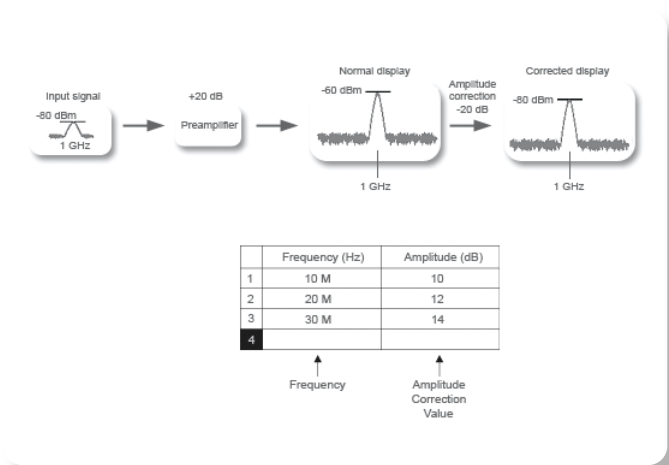 Input signal
-80 dBm
1 GHz
+20 dB
Preamplifier
Normal display
-60 dBm
1 GHz
Amplitude
correction
-20 dB
Corrected display
-80 dBm
1 GHz
Frequency (Hz) Amplitude (dB)
1 10 M 10
2 20 M 12
3 30 M 14
4
Frequency
Amplitude
Correction
Value